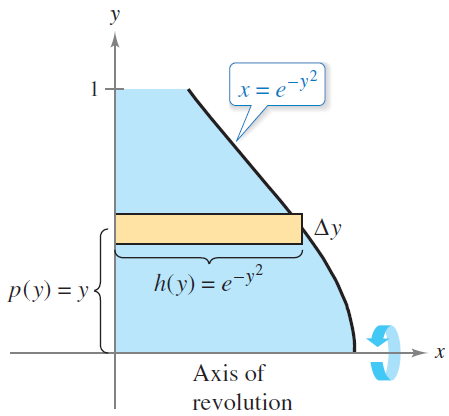 y
1
x = e^{-y^2}
Δy
h(y) = e^{-y^2}
p(y) = y
x
Axis of
revolution